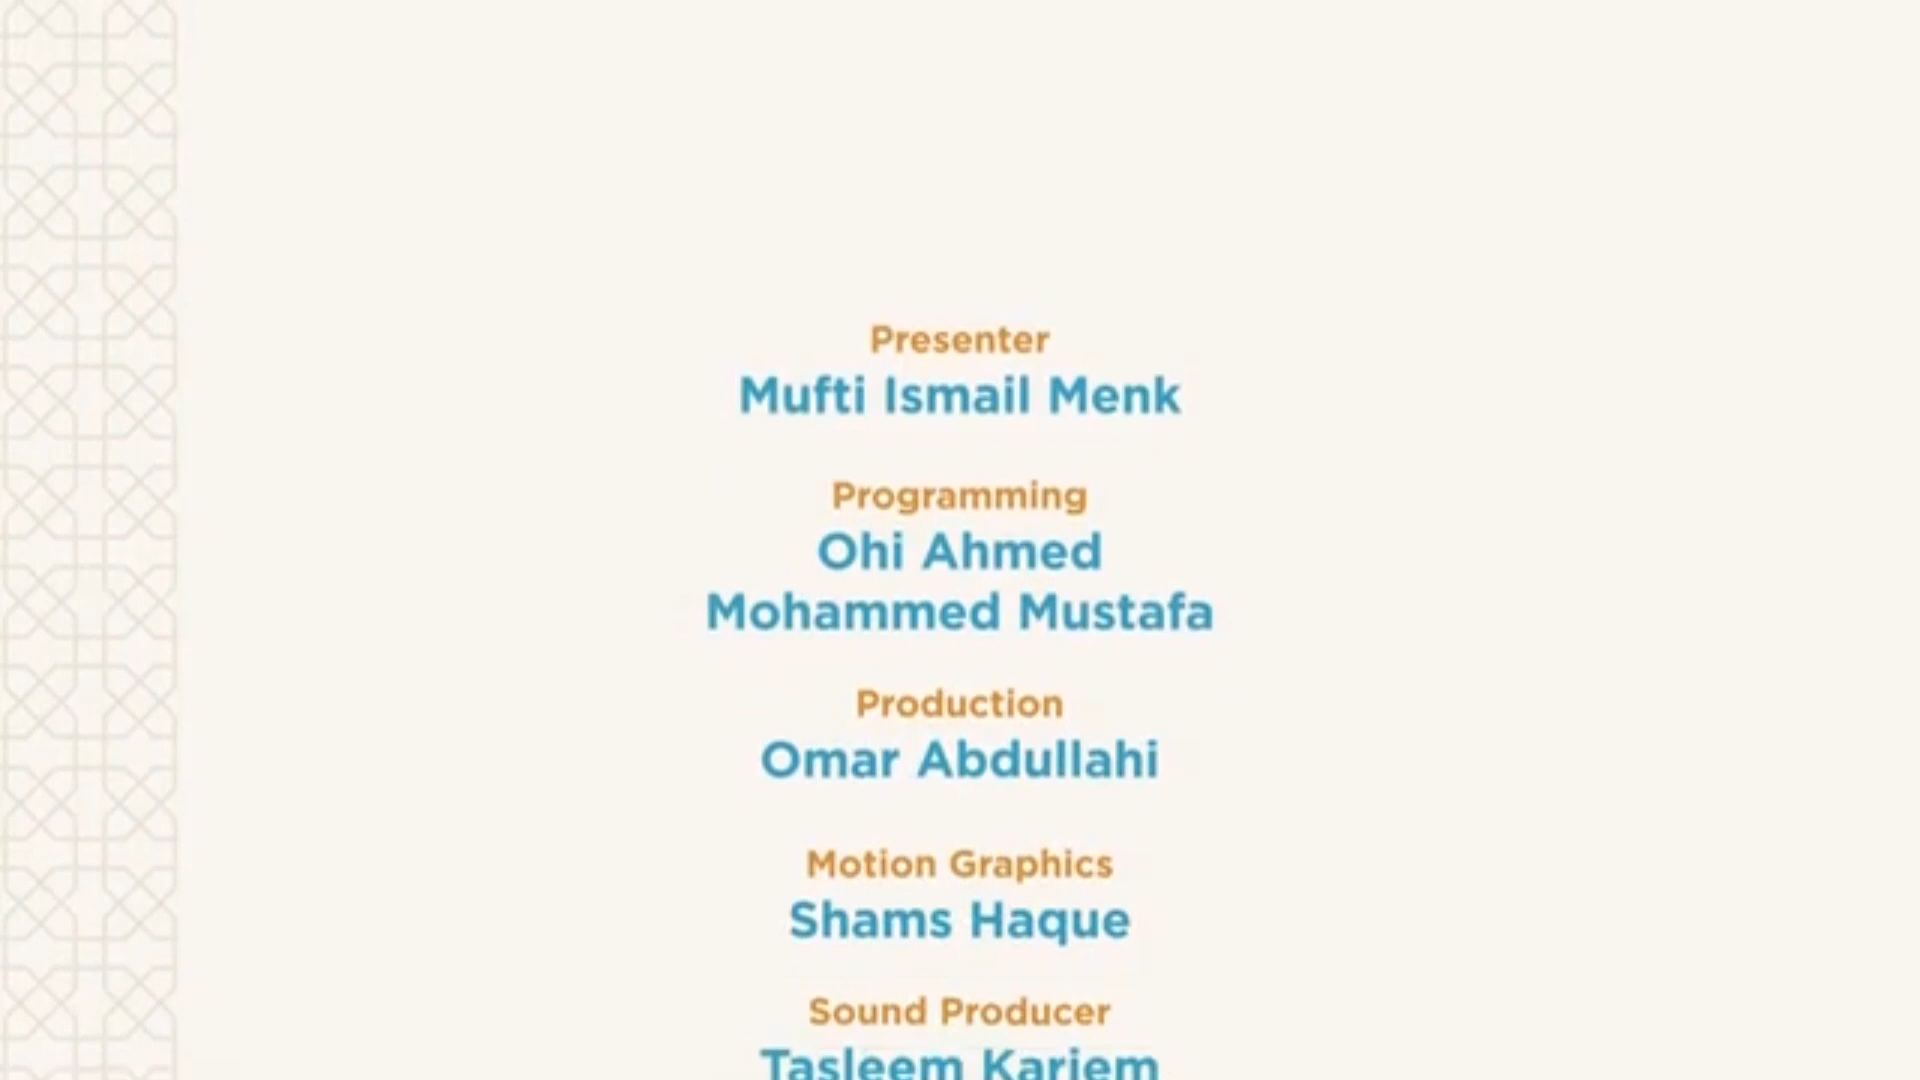 Presenter
Mufti Ismail Menk
Programming
Ohi Ahmed
Mohammed Mustafa
Production
Omar Abdullahi
Motion Graphics
Shams Haque
Sound Producer
Tasleem Kariem